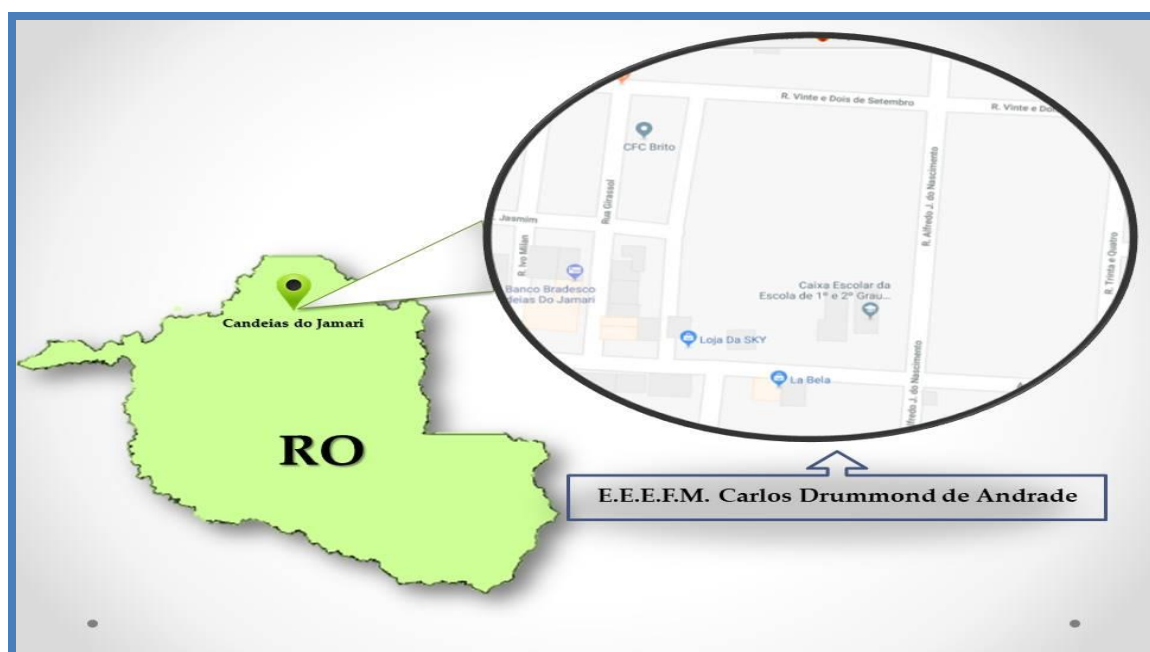 R. Vinte e Dois de Setembro
R. Vinte e Do
CFC Brito
Rua Girassol
R. Alfredo J. do Nascimento
Jasmim
R. Ivo Milan
R. Trinta e Quatro
Banco Bradesco
deias Do Jamari
Caixa Escolar da
Escola de 1º e 2º Grau...
Loja Da SKY
La Bela
lfredo J. do Nascimento
Candeias do Jamari
RO
E.E.E.F.M. Carlos Drummond de Andrade